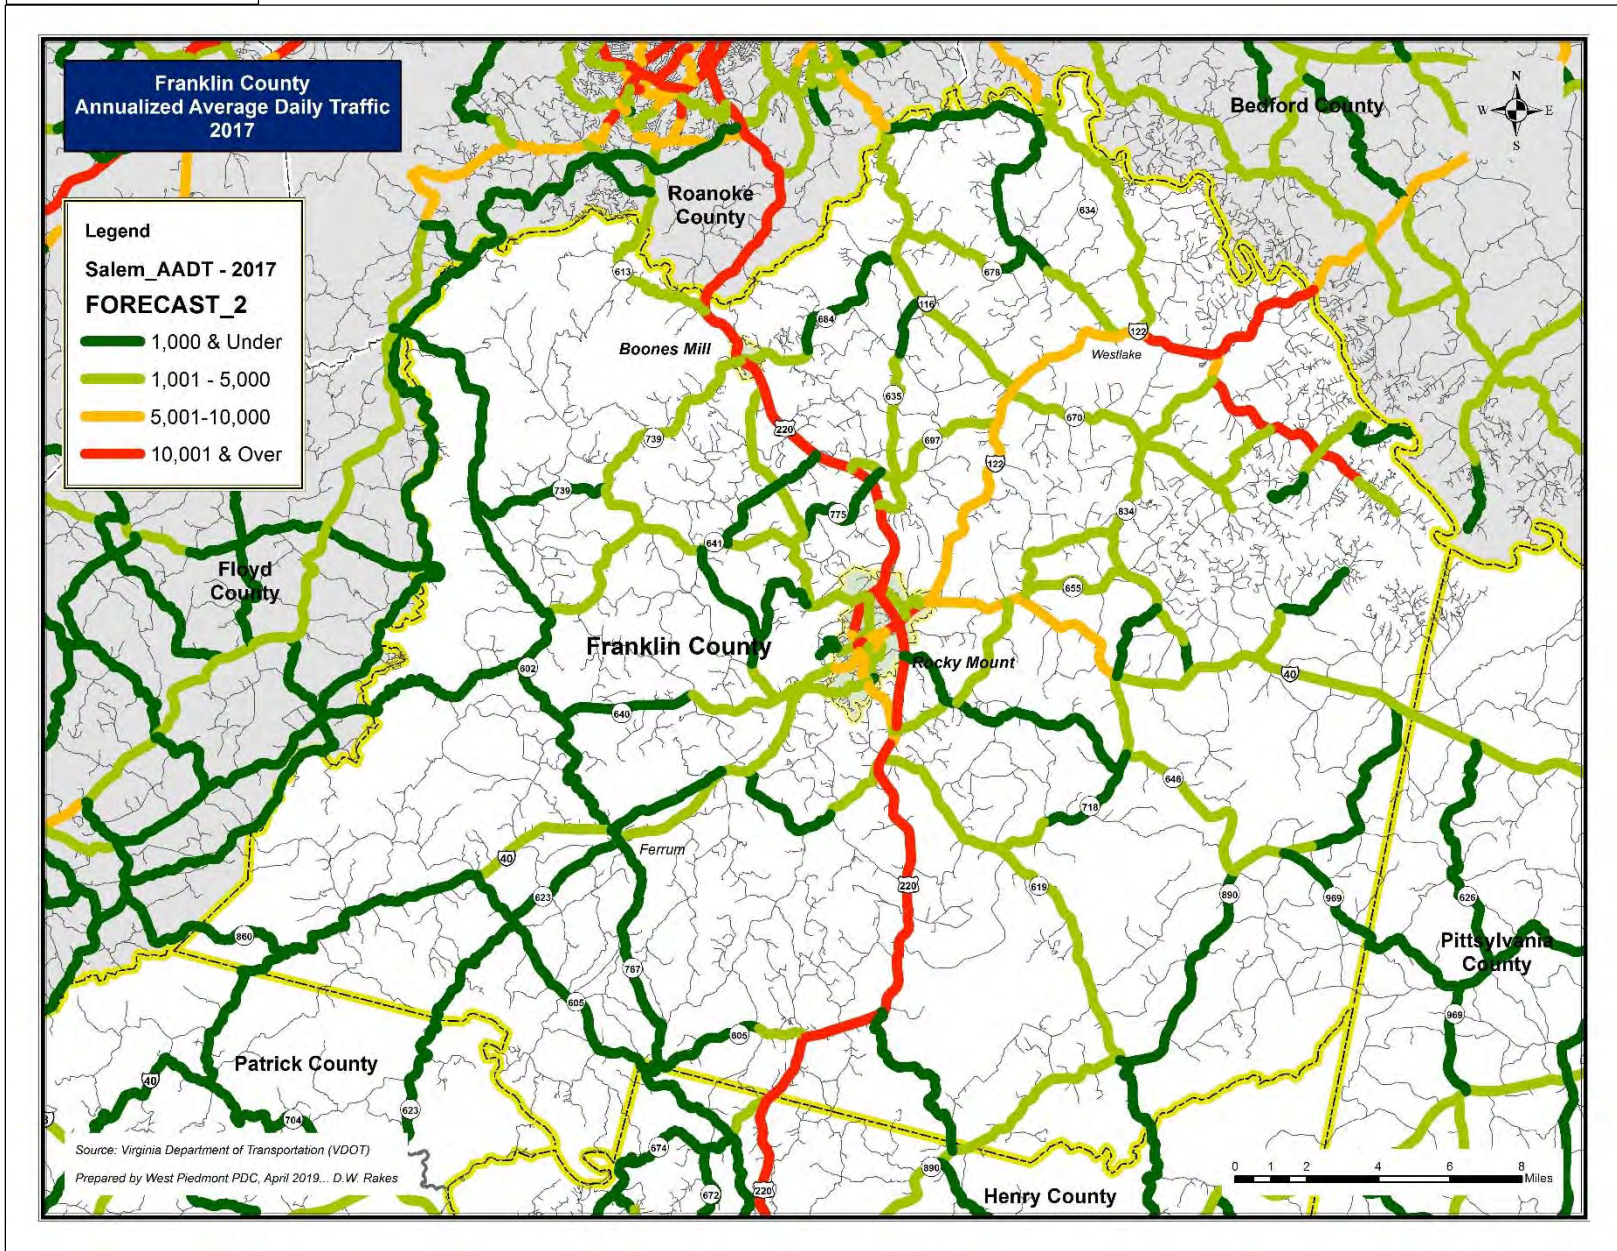 Franklin County
Annualized Average Daily Traffic
2017
N
W E
S
Bedford County
Roanoke
County
Legend
Salem_AADT - 2017
FORECAST_2
1,000 & Under
1,001 - 5,000
5,001-10,000
10,001 & Over
634
613
678
116
684
122
Boones Mill
Westlake
635
670
220
739
697
122
739
775
834
641
Floyd
County
655
Franklin County
Rocky Mount
602
40
640
646
718
Ferrum
40
220
619
623
890
969
626
860
Pittsylvania
County
767
605
969
605
Patrick County
40
623
704
674
Source: Virginia Department of Transportation (VDOT)
890
0 1 2 4 6 8
Miles
Prepared by West Piedmont PDC, April 2019... D.W. Rakes
672
220
Henry County